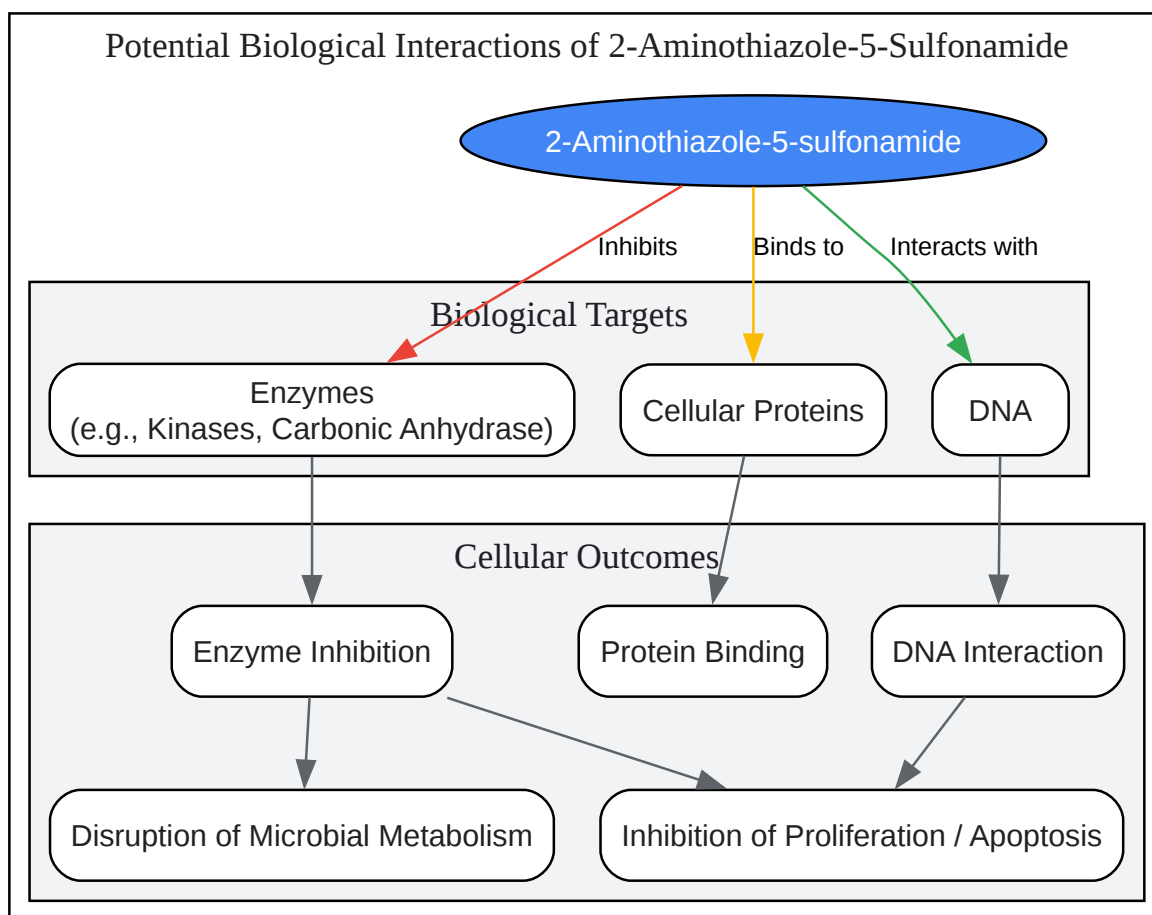 Potential Biological Interactions of 2-Aminothiazole-5-Sulfonamide
2-Aminothiazole-5-sulfonamide
Inhibits
Binds to
Interacts with
Biological Targets
Enzymes
(e.g., Kinases, Carbonic Anhydrase)
Cellular Proteins
DNA
Cellular Outcomes
Enzyme Inhibition
Protein Binding
DNA Interaction
Disruption of Microbial Metabolism
Inhibition of Proliferation / Apoptosis